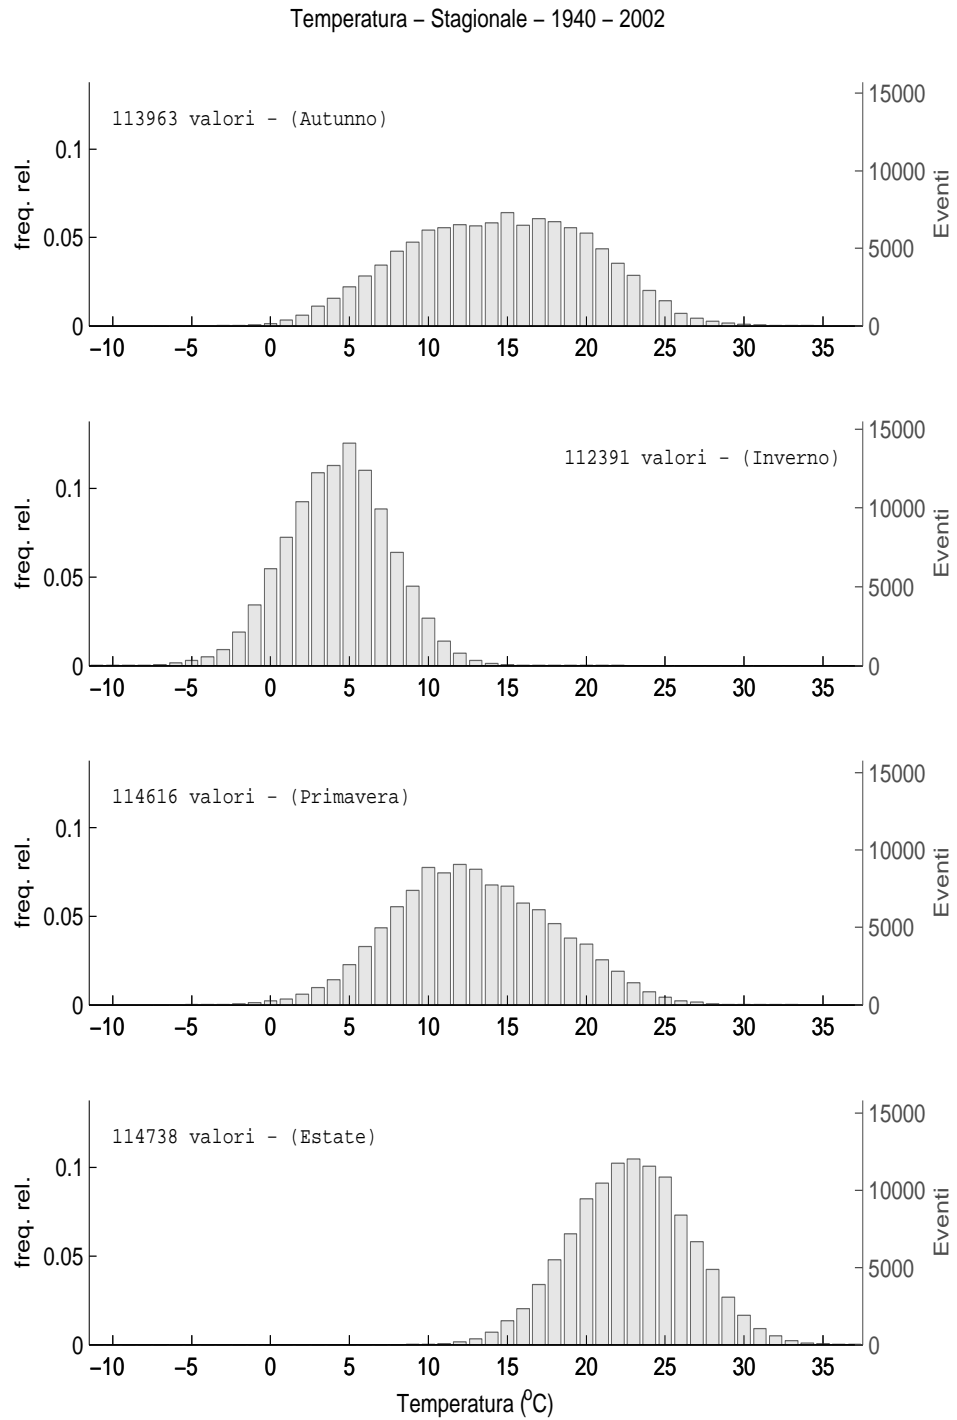 Temperatura – Stagionale – 1940 – 2002
113963 valori - (Autunno)
freq. rel.
0.1
0.05
0
15000
10000
5000
0
Eventi
−10 −5 0 5 10 15 20 25 30 35
112391 valori - (Inverno)
freq. rel.
0.1
0.05
0
15000
10000
5000
0
Eventi
−10 −5 0 5 10 15 20 25 30 35
114616 valori - (Primavera)
freq. rel.
0.1
0.05
0
15000
10000
5000
0
Eventi
−10 −5 0 5 10 15 20 25 30 35
114738 valori - (Estate)
freq. rel.
0.1
0.05
0
15000
10000
5000
0
Eventi
−10 −5 0 5 10 15 20 25 30 35
Temperatura (ºC)